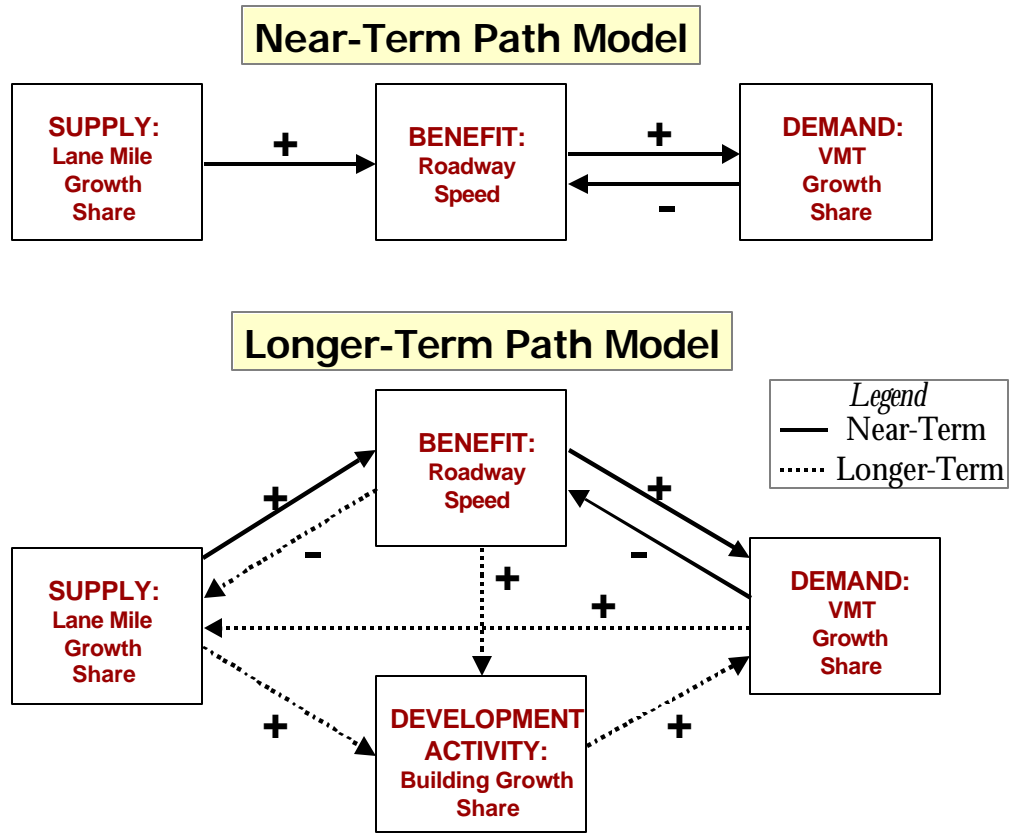 Near-Term Path Model
SUPPLY:
Lane Mile
Growth
Share
+
BENEFIT:
Roadway
Speed
+
-
DEMAND:
VMT
Growth
Share
Longer-Term Path Model
Legend
Near-Term
Longer-Term
BENEFIT:
Roadway
Speed
+
-
+
+
-
+
SUPPLY:
Lane Mile
Growth
Share
DEMAND:
VMT
Growth
Share
+
+
DEVELOPMENT
ACTIVITY:
Building Growth
Share